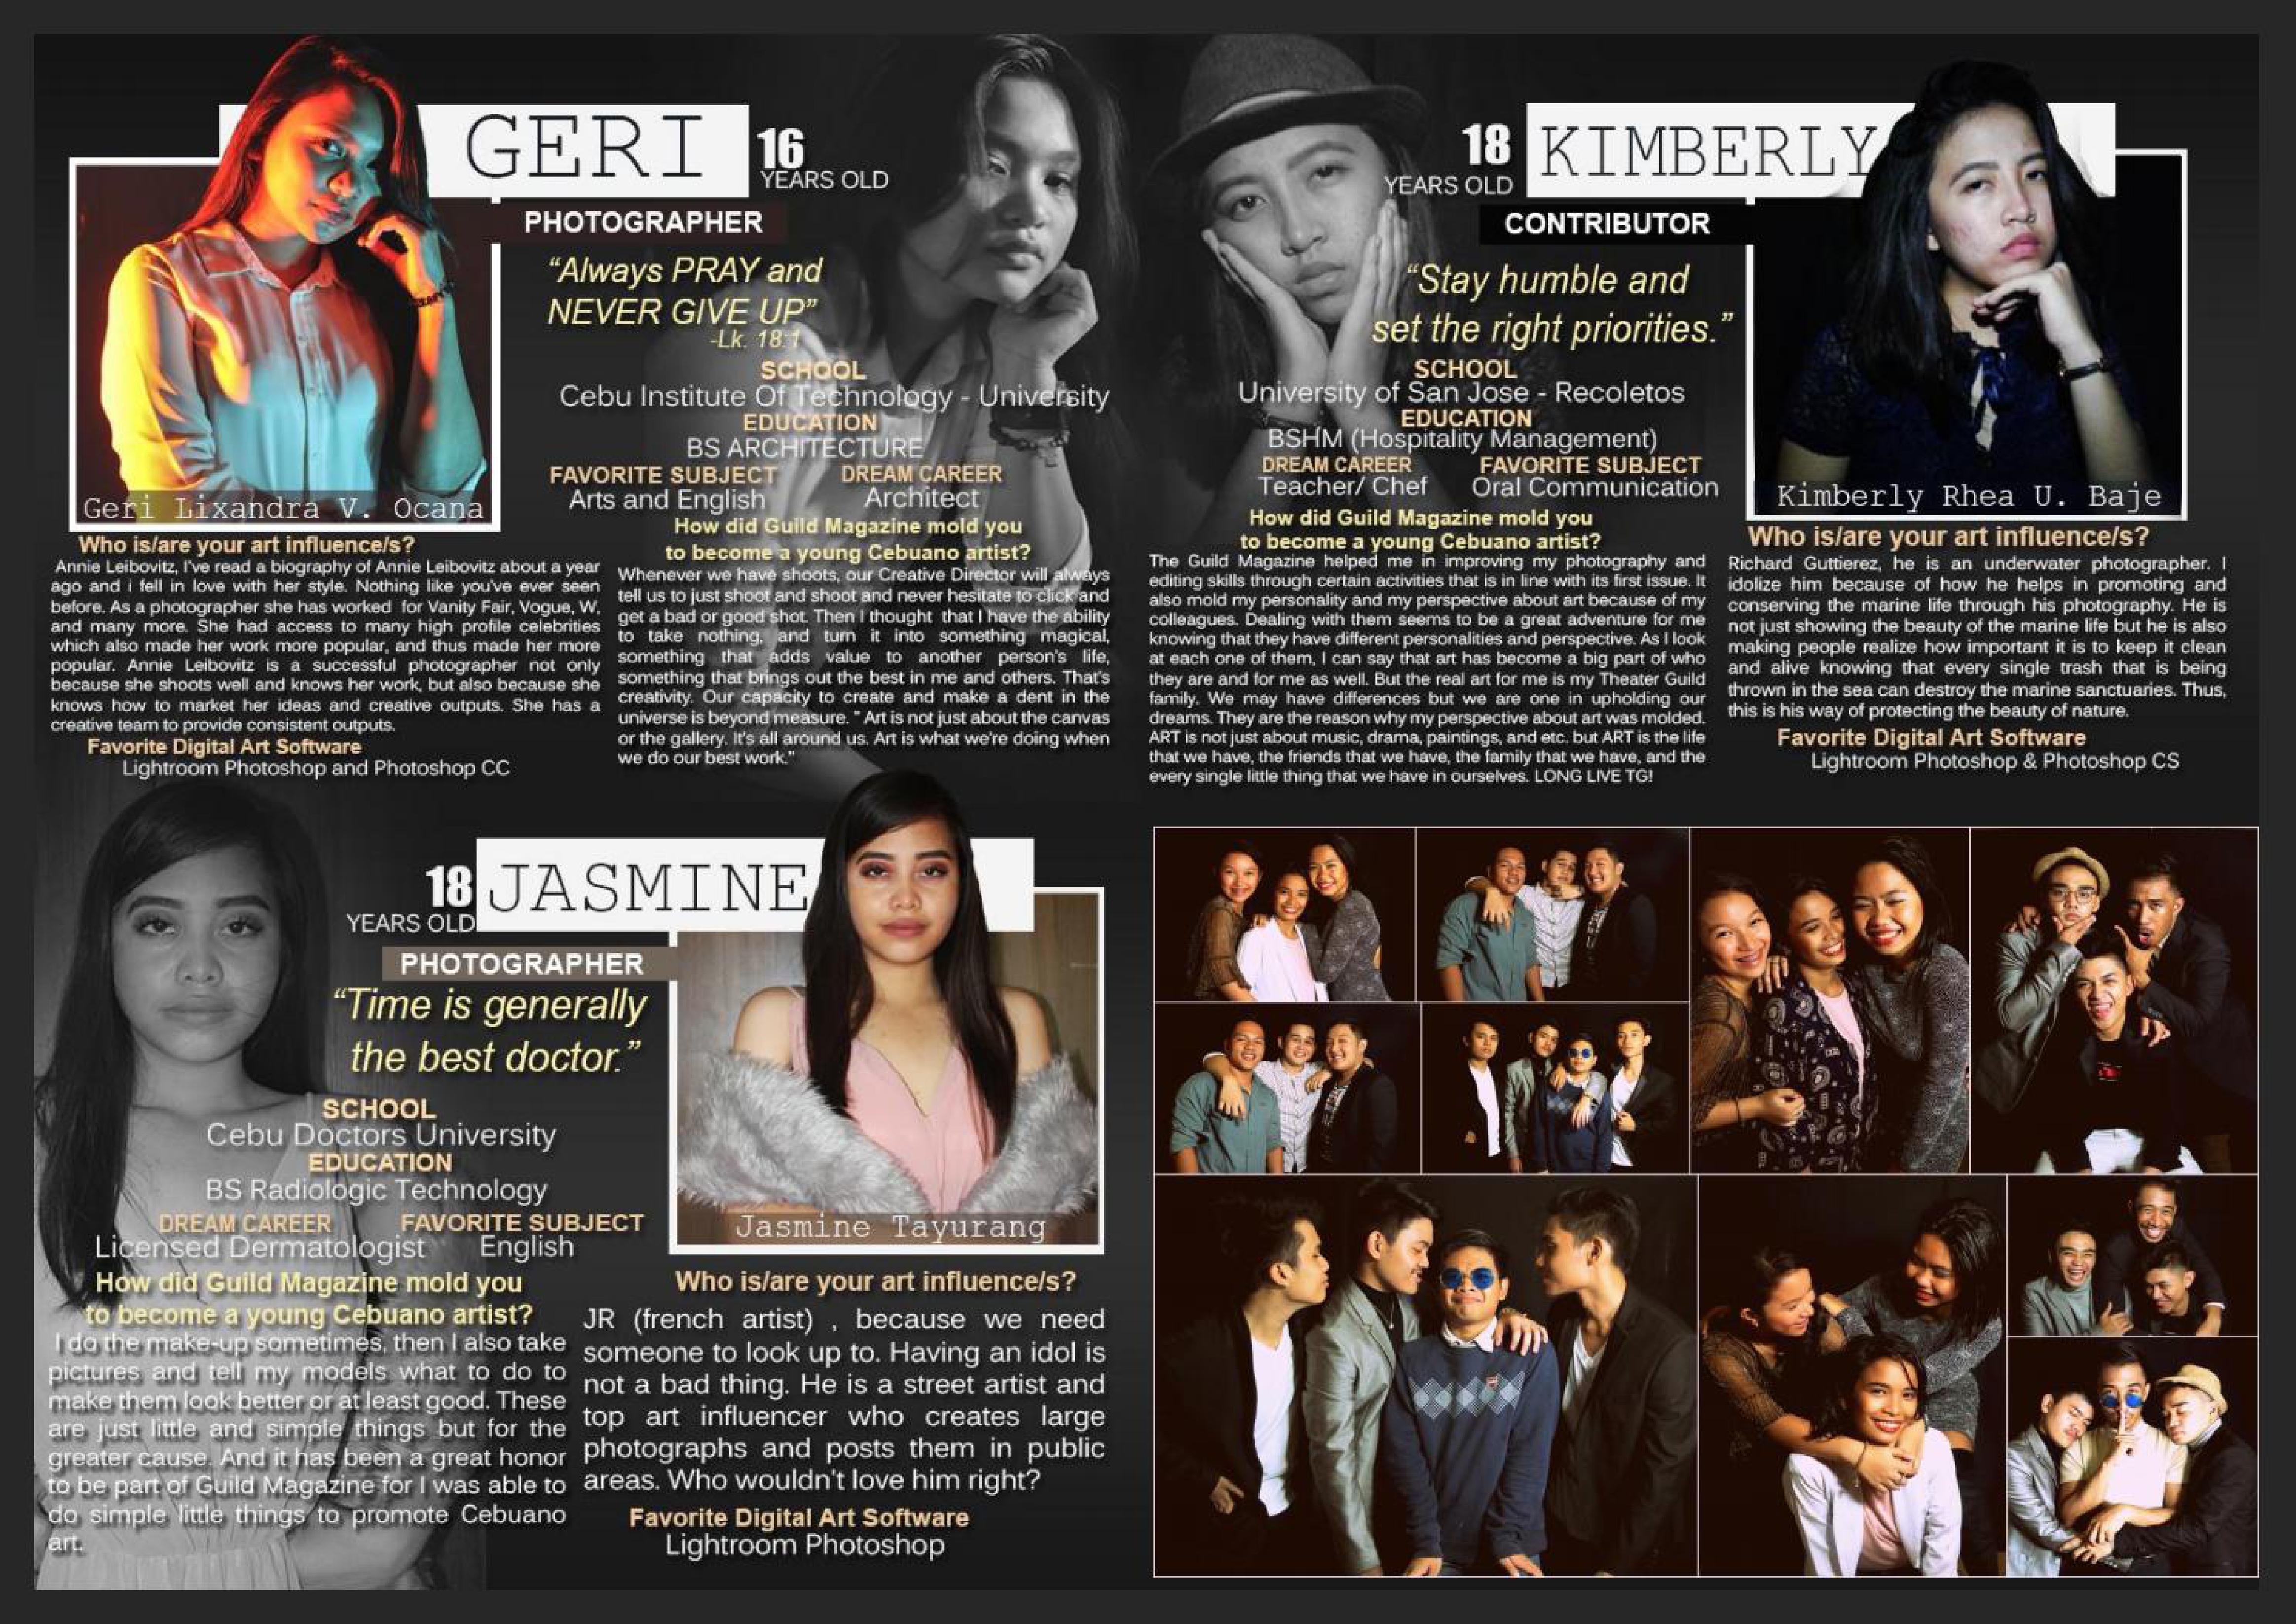 GERI
16
YEARS OLD
PHOTOGRAPHER
“Always PRAY and
NEVER GIVE UP”
-Lk. 18:1
SCHOOL
Cebu Institute Of Technology - University
EDUCATION
BS ARCHITECTURE
FAVORITE SUBJECT
Arts and English
DREAM CAREER
Architect
Geri Lixandra V. Ocana
Who is/are your art influence/s?
Annie Leibovitz, I've read a biography of Annie Leibovitz about a year
ago and i fell in love with her style. Nothing like you've ever seen
before. As a photographer she has worked for Vanity Fair, Vogue, W,
and many more. She had access to many high profile celebrities
which also made her work more popular, and thus made her more
popular. Annie Leibovitz is a successful photographer not only
because she shoots well and knows her work, but also because she
knows how to market her ideas and creative outputs. She has a
creative team to provide consistent outputs.
Favorite Digital Art Software
Lightroom Photoshop and Photoshop CC
How did Guild Magazine mold you
to become a young Cebuano artist?
Whenever we have shoots, our Creative Director will always
tell us to just shoot and shoot and never hesitate to click and
get a bad or good shot. Then I thought that I have the ability
to take nothing, and turn it into something magical,
something that adds value to another person's life,
something that brings out the best in me and others. That's
creativity. Our capacity to create and make a dent in the
universe is beyond measure. " Art is not just about the canvas
or the gallery. It's all around us. Art is what we're doing when
we do our best work."
18
YEARS OLD
KIMBERLY
CONTRIBUTOR
“Stay humble and
set the right priorities.”
SCHOOL
University of San Jose - Recoletos
EDUCATION
BSHM (Hospitality Management)
DREAM CAREER
Teacher/ Chef
FAVORITE SUBJECT
Oral Communication
How did Guild Magazine mold you
to become a young Cebuano artist?
The Guild Magazine helped me in improving my photography and
editing skills through certain activities that is in line with its first issue. It
also mold my personality and my perspective about art because of my
colleagues. Dealing with them seems to be a great adventure for me
knowing that they have different personalities and perspective. As I look
at each one of them, I can say that art has become a big part of who
they are and for me as well. But the real art for me is my Theater Guild
family. We may have differences but we are one in upholding our
dreams. They are the reason why my perspective about art was molded.
ART is not just about music, drama, paintings, and etc. but ART is the life
that we have, the friends that we have, the family that we have, and the
every single little thing that we have in ourselves. LONG LIVE TG!
Kimberly Rhea U. Baje
Who is/are your art influence/s?
Richard Guttierez, he is an underwater photographer. I
idolize him because of how he helps in promoting and
conserving the marine life through his photography. He is
not just showing the beauty of the marine life but he is also
making people realize how important it is to keep it clean
and alive knowing that every single trash that is being
thrown in the sea can destroy the marine sanctuaries. Thus,
this is his way of protecting the beauty of nature.
Favorite Digital Art Software
Lightroom Photoshop & Photoshop CS
18
YEARS OLD
JASMINE
PHOTOGRAPHER
“Time is generally
the best doctor.”
SCHOOL
Cebu Doctors University
EDUCATION
BS Radiologic Technology
DREAM CAREER
Licensed Dermatologist
FAVORITE SUBJECT
English
How did Guild Magazine mold you
to become a young Cebuano artist?
I do the make-up sometimes, then I also take
pictures and tell my models what to do to
make them look better or at least good. These
are just little and simple things but for the
greater cause. And it has been a great honor
to be part of Guild Magazine for I was able to
do simple little things to promote Cebuano
art.
Jasmine Tayurang
Who is/are your art influence/s?
JR (french artist) , because we need
someone to look up to. Having an idol is
not a bad thing. He is a street artist and
top art influencer who creates large
photographs and posts them in public
areas. Who wouldn't love him right?
Favorite Digital Art Software
Lightroom Photoshop